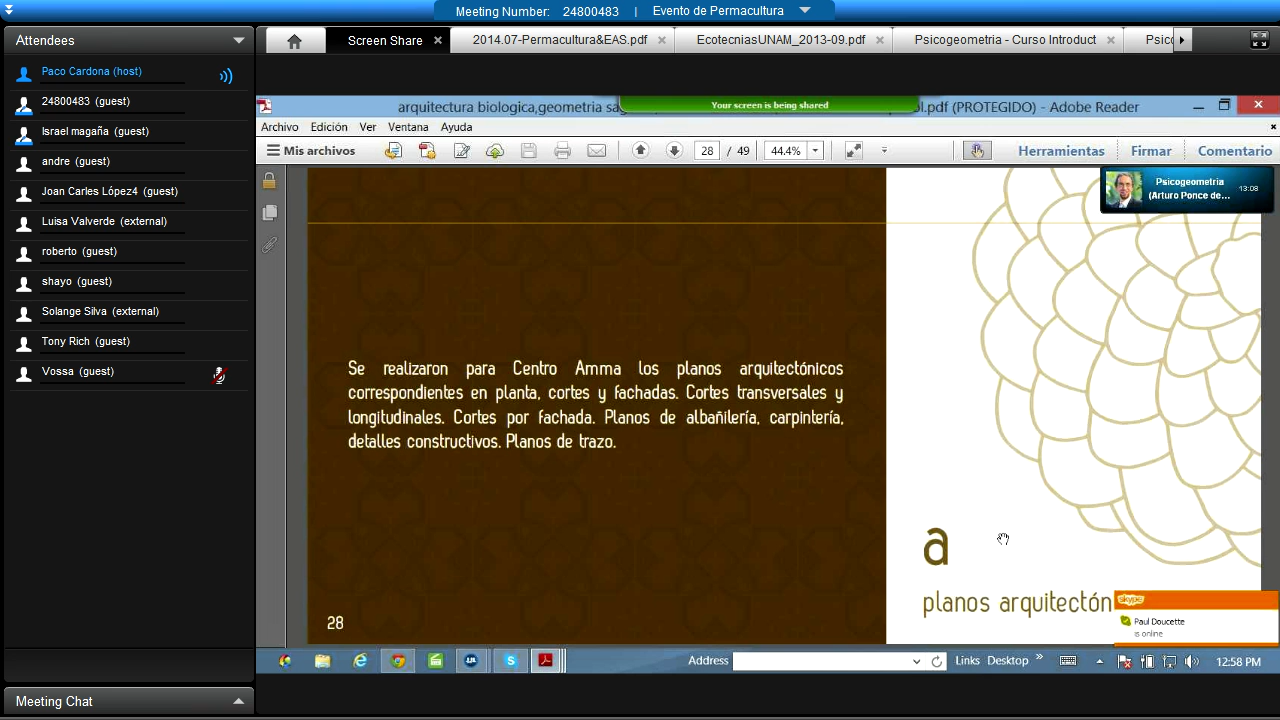 Meeting Number: 24800483 | Evento de Permacultura
Attendees
Paco Cardona (host)
24800483 (guest)
Israel magaña (guest)
andre (guest)
Joan Carles López4 (guest)
Luisa Valverde (external)
roberto (guest)
shayo (guest)
Solange Silva (external)
Tony Rich (guest)
Vossa (guest)
Meeting Chat
Screen Share
2014.07-Permacultura&EAS.pdf
EcotecniasUNAM_2013-09.pdf
Psicogeometria - Curso Introduct
Psico
arquitectura biologica,geometria sag
Your screen is being shared
ol.pdf (PROTEGIDO) - Adobe Reader
Archivo Edición Ver Ventana Ayuda
Mis archivos
28 / 49
44.4%
Herramientas Firmar Comentario
Psicogeometria
(Arturo Ponce de...
13:08
Se realizaron para Centro Amma los planos arquitectónicos
correspondientes en planta, cortes y fachadas. Cortes transversales y
longitudinales. Cortes por fachada. Planos de albañilería, carpintería,
detalles constructivos. Planos de trazo.
28
a
planos arquitectón
skype
Paul Doucette
is online
Address
Links Desktop
12:58 PM